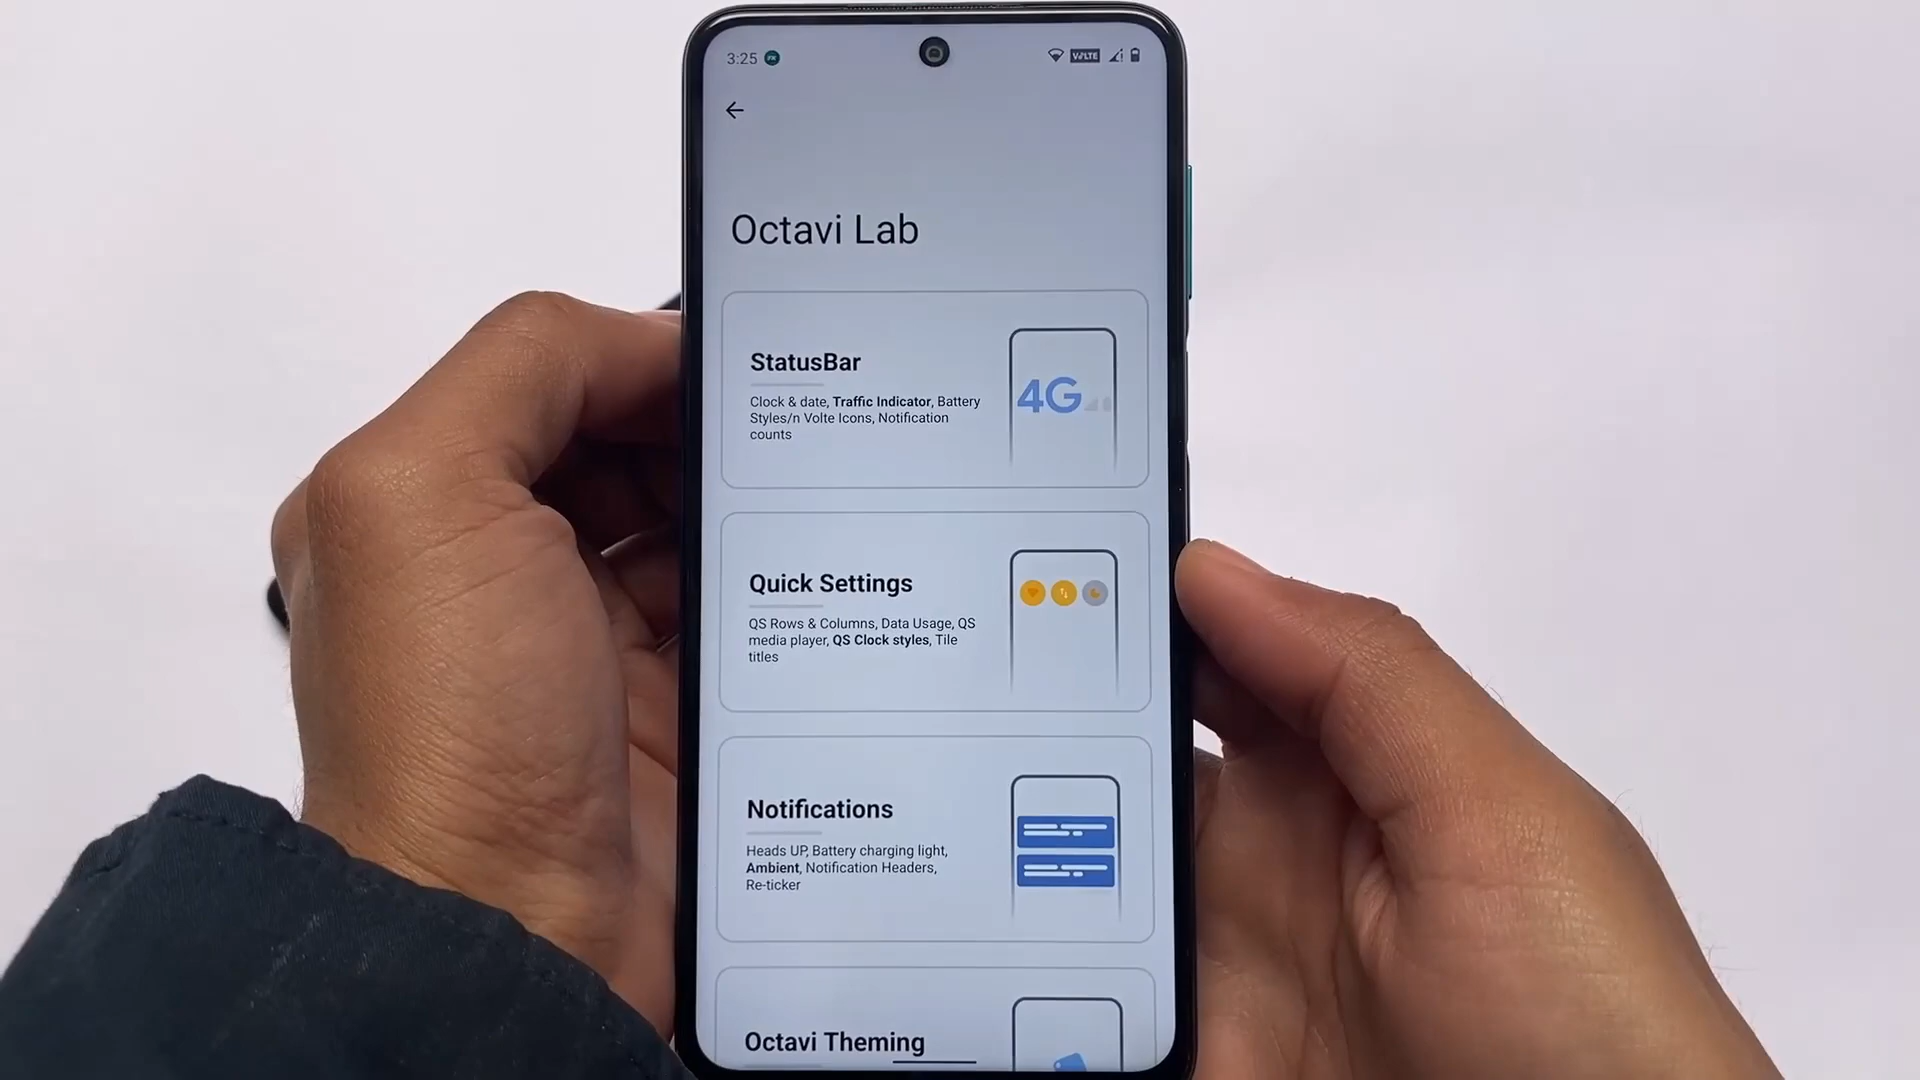 3:25
VoLTE
Octavi Lab
StatusBar
Clock & date, Traffic Indicator, Battery
Styles/n Volte Icons, Notification
counts
4G
Quick Settings
QS Rows & Columns, Data Usage, QS
media player, QS Clock styles, Tile
titles
Notifications
Heads UP, Battery charging light,
Ambient, Notification Headers,
Re-ticker
Octavi Theming